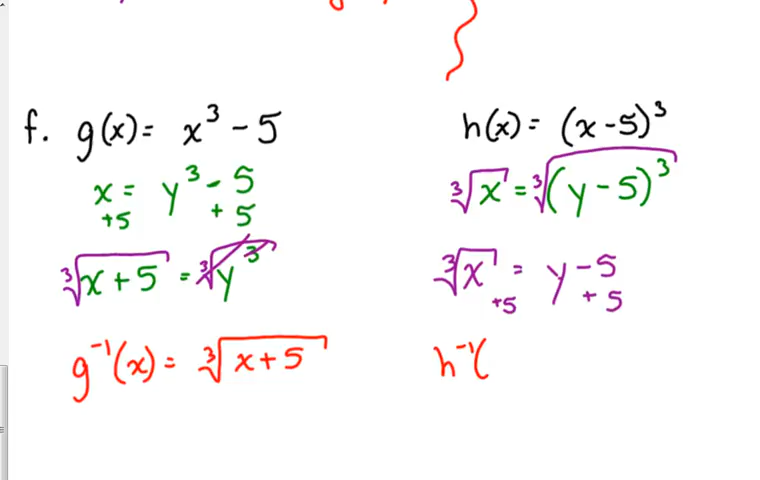 f. g(x) = x³ - 5
x = y³ - 5
+5 + 5
∛(x + 5) = ∛y³
g⁻¹(x) = ∛(x + 5)
h(x) = (x - 5)³
∛x = ∛(y - 5)³
∛x = y - 5
+5 + 5
h⁻¹(